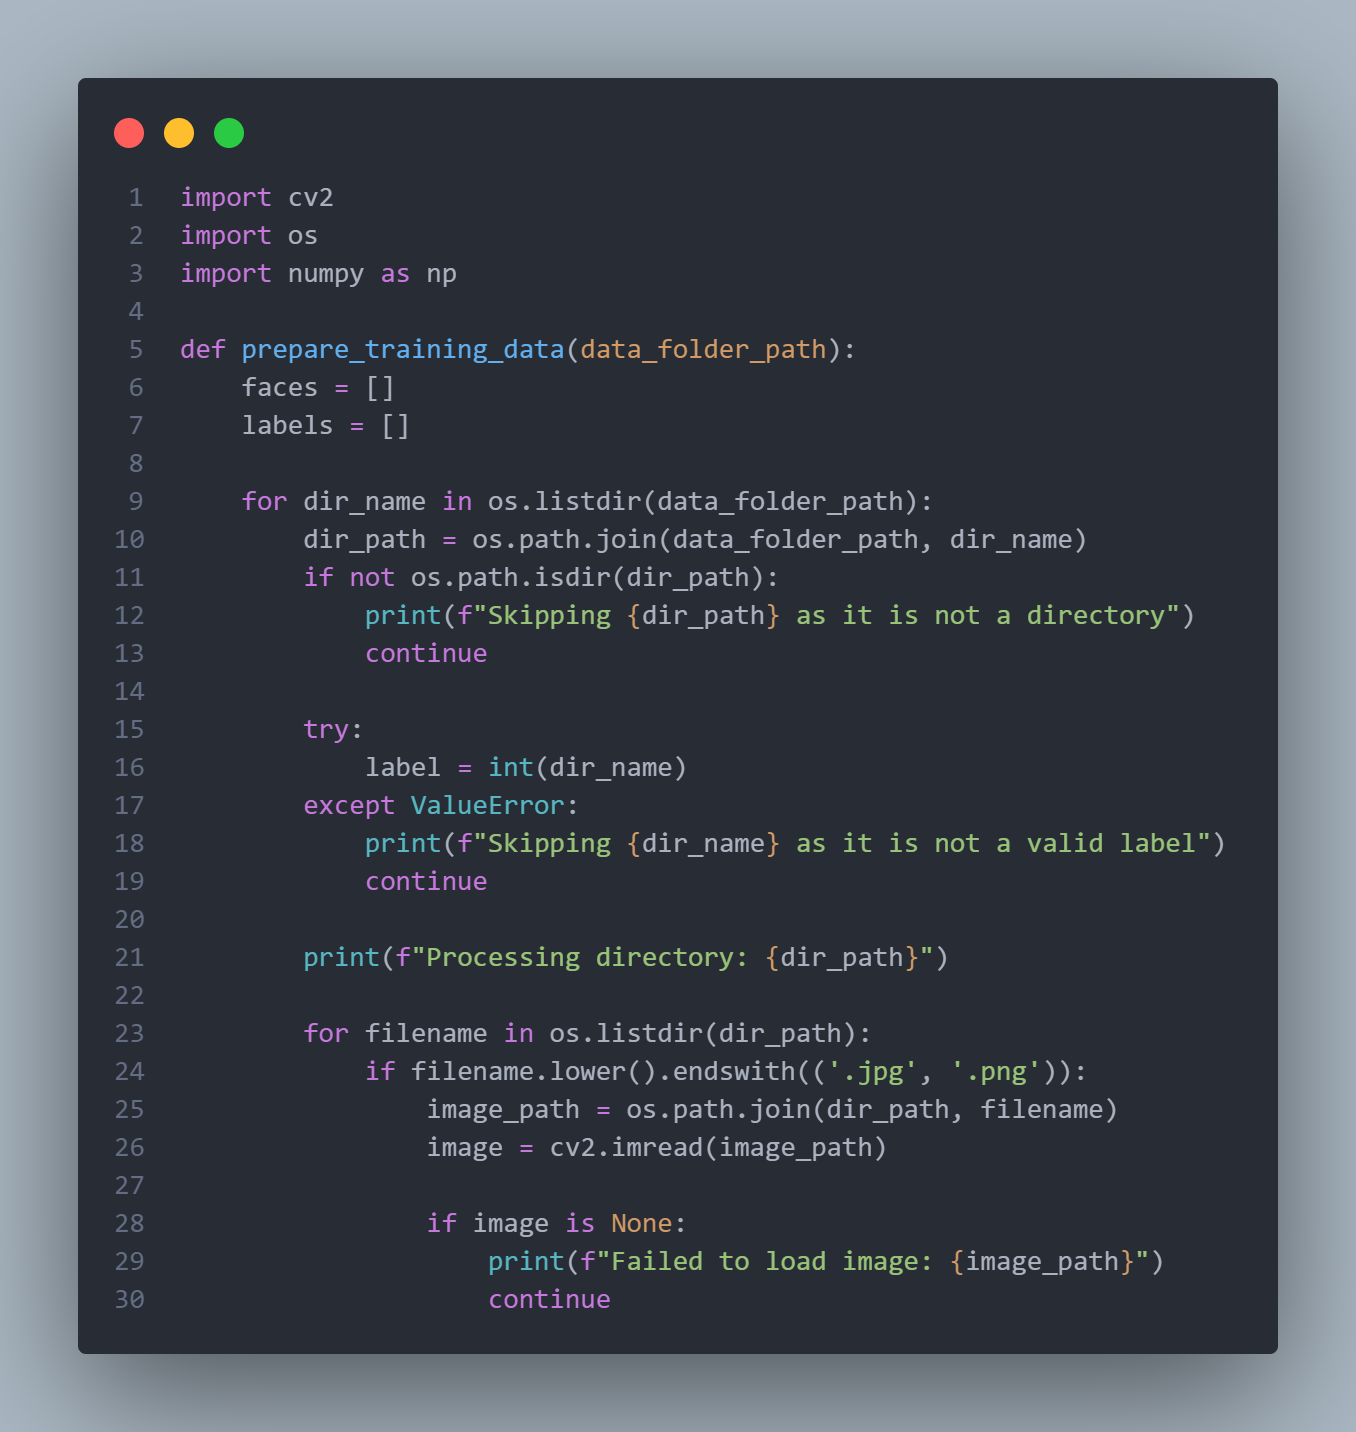 1 import cv2
2 import os
3 import numpy as np
4
5 def prepare_training_data(data_folder_path):
6     faces = []
7     labels = []
8
9     for dir_name in os.listdir(data_folder_path):
10         dir_path = os.path.join(data_folder_path, dir_name)
11         if not os.path.isdir(dir_path):
12             print(f"Skipping {dir_path} as it is not a directory")
13             continue
14
15         try:
16             label = int(dir_name)
17         except ValueError:
18             print(f"Skipping {dir_name} as it is not a valid label")
19             continue
20
21         print(f"Processing directory: {dir_path}")
22
23         for filename in os.listdir(dir_path):
24             if filename.lower().endswith(('.jpg', '.png')):
25                 image_path = os.path.join(dir_path, filename)
26                 image = cv2.imread(image_path)
27
28                 if image is None:
29                     print(f"Failed to load image: {image_path}")
30                     continue